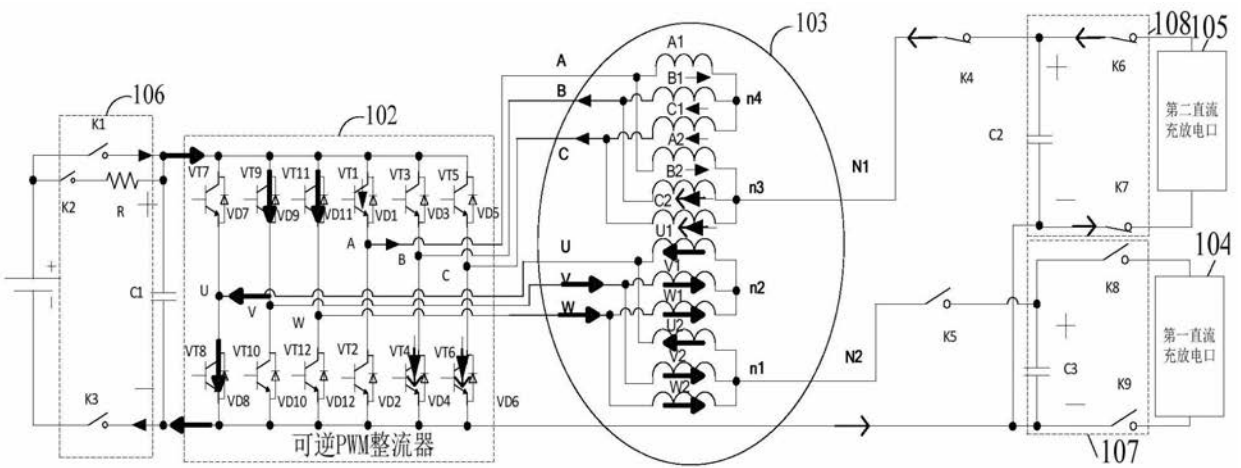 103
108
105
106
102
104
107
K1
K2
R
K3
C1
VT7
VT9
VT11
VT1
VT3
VT5
VD7
VD9
VD11
VD1
VD3
VD5
A
B
C
U
V
W
VT8
VT10
VT12
VT2
VT4
VT6
VD8
VD10
VD12
VD2
VD4
VD6
可逆PWM整流器
A
B
C
U
V
W
A1
B1
C1
A2
B2
C2
U1
V1
W1
U2
V2
W2
n4
n3
n2
n1
N1
N2
K4
K5
C2
K6
K7
第二直流
充放电口
K8
K9
C3
第一直流
充放电口
+
−
+
−
+
−
+
−